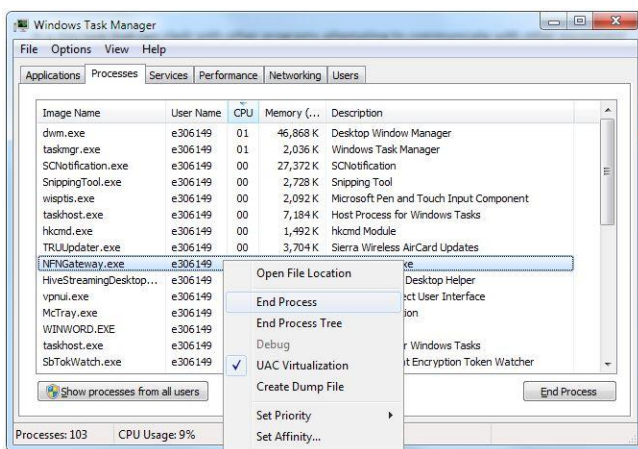 Windows Task Manager
File Options View Help
Applications Processes Services Performance Networking Users
Image Name User Name CPU Memory (... Description
dwm.exe e306149 01 46,868 K Desktop Window Manager
taskmgr.exe e306149 01 2,036 K Windows Task Manager
SCNotification.exe e306149 00 27,372 K SCNotification
SnippingTool.exe e306149 00 2,728 K Snipping Tool
wisptis.exe e306149 00 2,092 K Microsoft Pen and Touch Input Component
taskhost.exe e306149 00 7,184 K Host Process for Windows Tasks
hkcmd.exe e306149 00 1,492 K hkcmd Module
TRUUpdater.exe e306149 00 3,704 K Sierra Wireless AirCard Updates
NFNGateway.exe e306149
HiveStreamingDesktop... e306149 Desktop Helper
vpnui.exe e306149 ect User Interface
McTray.exe e306149 ion
WINWORD.EXE e306149
taskhost.exe e306149 r Windows Tasks
SbTokWatch.exe e306149 t Encryption Token Watcher
Open File Location
End Process
End Process Tree
Debug
UAC Virtualization
Create Dump File
Set Priority
Set Affinity...
Show processes from all users End Process
Processes: 103 CPU Usage: 9%